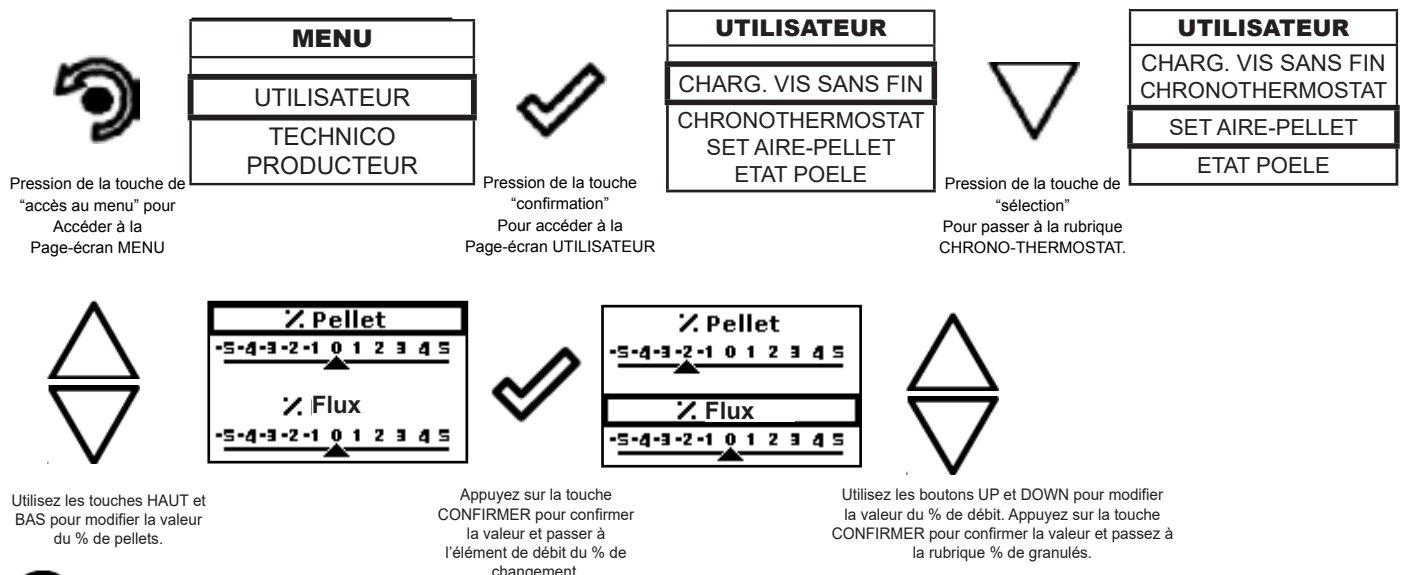 MENU
UTILISATEUR
TECHNICO
PRODUCTEUR
Pression de la touche de
“accès au menu” pour
Accéder à la
Page-écran MENU
Pression de la touche
“confirmation”
Pour accéder à la
Page-écran UTILISATEUR
UTILISATEUR
CHARG. VIS SANS FIN
CHRONOTHERMOSTAT
SET AIRE-PELLET
ETAT POELE
Pression de la touche de
“sélection”
Pour passer à la rubrique
CHRONO-THERMOSTAT.
UTILISATEUR
CHARG. VIS SANS FIN
CHRONOTHERMOSTAT
SET AIRE-PELLET
ETAT POELE
Utilisez les touches HAUT et
BAS pour modifier la valeur
du % de pellets.
% Pellet
-5-4-3-2-1 0 1 2 3 4 5
% Flux
-5-4-3-2-1 0 1 2 3 4 5
Appuyez sur la touche
CONFIRMER pour confirmer
la valeur et passer à
l’élément de débit du % de
changement
% Pellet
-5-4-3-2-1 0 1 2 3 4 5
% Flux
-5-4-3-2-1 0 1 2 3 4 5
Utilisez les boutons UP et DOWN pour modifier
la valeur du % de débit. Appuyez sur la touche
CONFIRMER pour confirmer la valeur et passez à
la rubrique % de granulés.